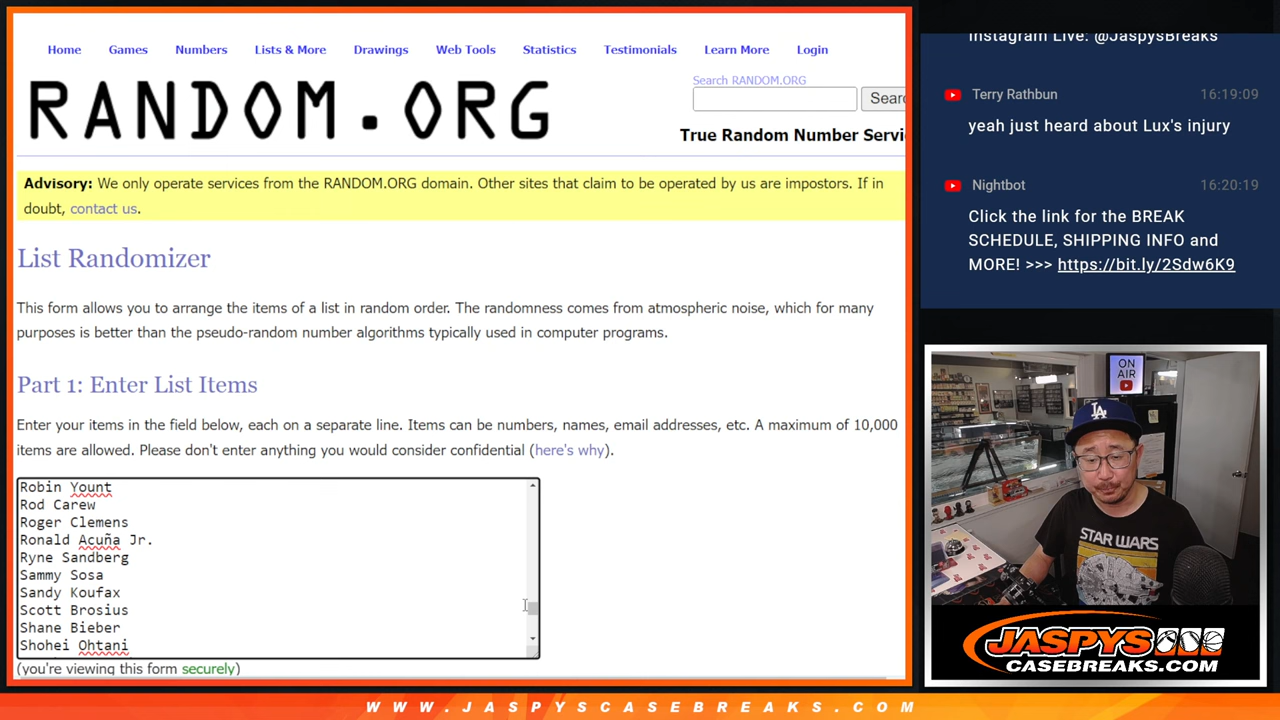 Home Games Numbers Lists & More Drawings Web Tools Statistics Testimonials Learn More Login
RANDOM.ORG
Search RANDOM.ORG
Sear
True Random Number Servi
Advisory: We only operate services from the RANDOM.ORG domain. Other sites that claim to be operated by us are impostors. If in
doubt, contact us.
List Randomizer
This form allows you to arrange the items of a list in random order. The randomness comes from atmospheric noise, which for many
purposes is better than the pseudo-random number algorithms typically used in computer programs.
Part 1: Enter List Items
Enter your items in the field below, each on a separate line. Items can be numbers, names, email addresses, etc. A maximum of 10,000
items are allowed. Please don't enter anything you would consider confidential (here's why).
Robin Yount
Rod Carew
Roger Clemens
Ronald Acuña Jr.
Ryne Sandberg
Sammy Sosa
Sandy Koufax
Scott Brosius
Shane Bieber
Shohei Ohtani
(you're viewing this form securely)
Instagram Live: @JaspysBreaks
Terry Rathbun 16:19:09
yeah just heard about Lux's injury
Nightbot 16:20:19
Click the link for the BREAK
SCHEDULE, SHIPPING INFO and
MORE! >>> https://bit.ly/2Sdw6K9
ON
AIR
LA
STAR WARS
JASPYS
CASEBREAKS.COM
WWW.JASPYSCASEBREAKS.COM